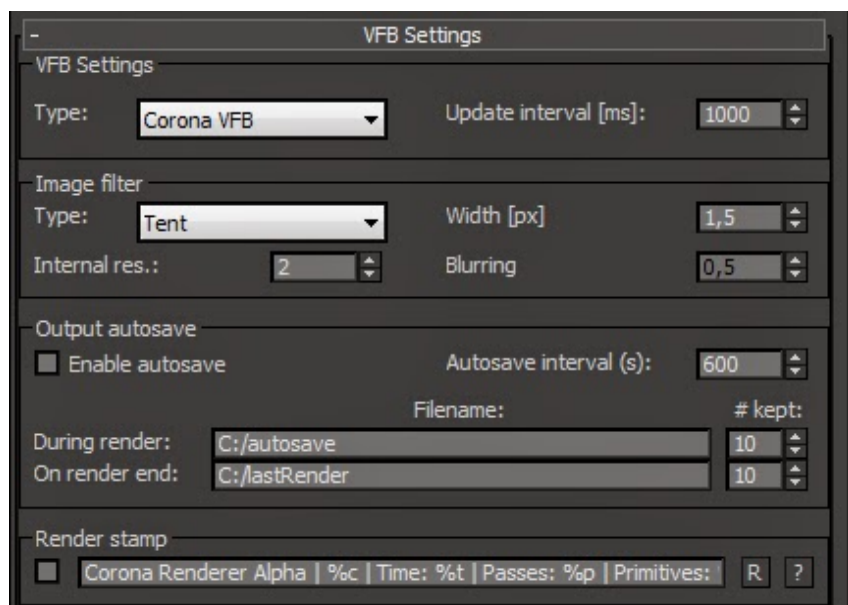 - VFB Settings
VFB Settings
Type: Corona VFB Update interval [ms]: 1000
Image filter
Type: Tent Width [px] 1,5
Internal res.: 2 Blurring 0,5
Output autosave
Enable autosave Autosave interval (s): 600
Filename: # kept:
During render: C:/autosave 10
On render end: C:/lastRender 10
Render stamp
Corona Renderer Alpha | %c | Time: %t | Passes: %p | Primitives: R ?